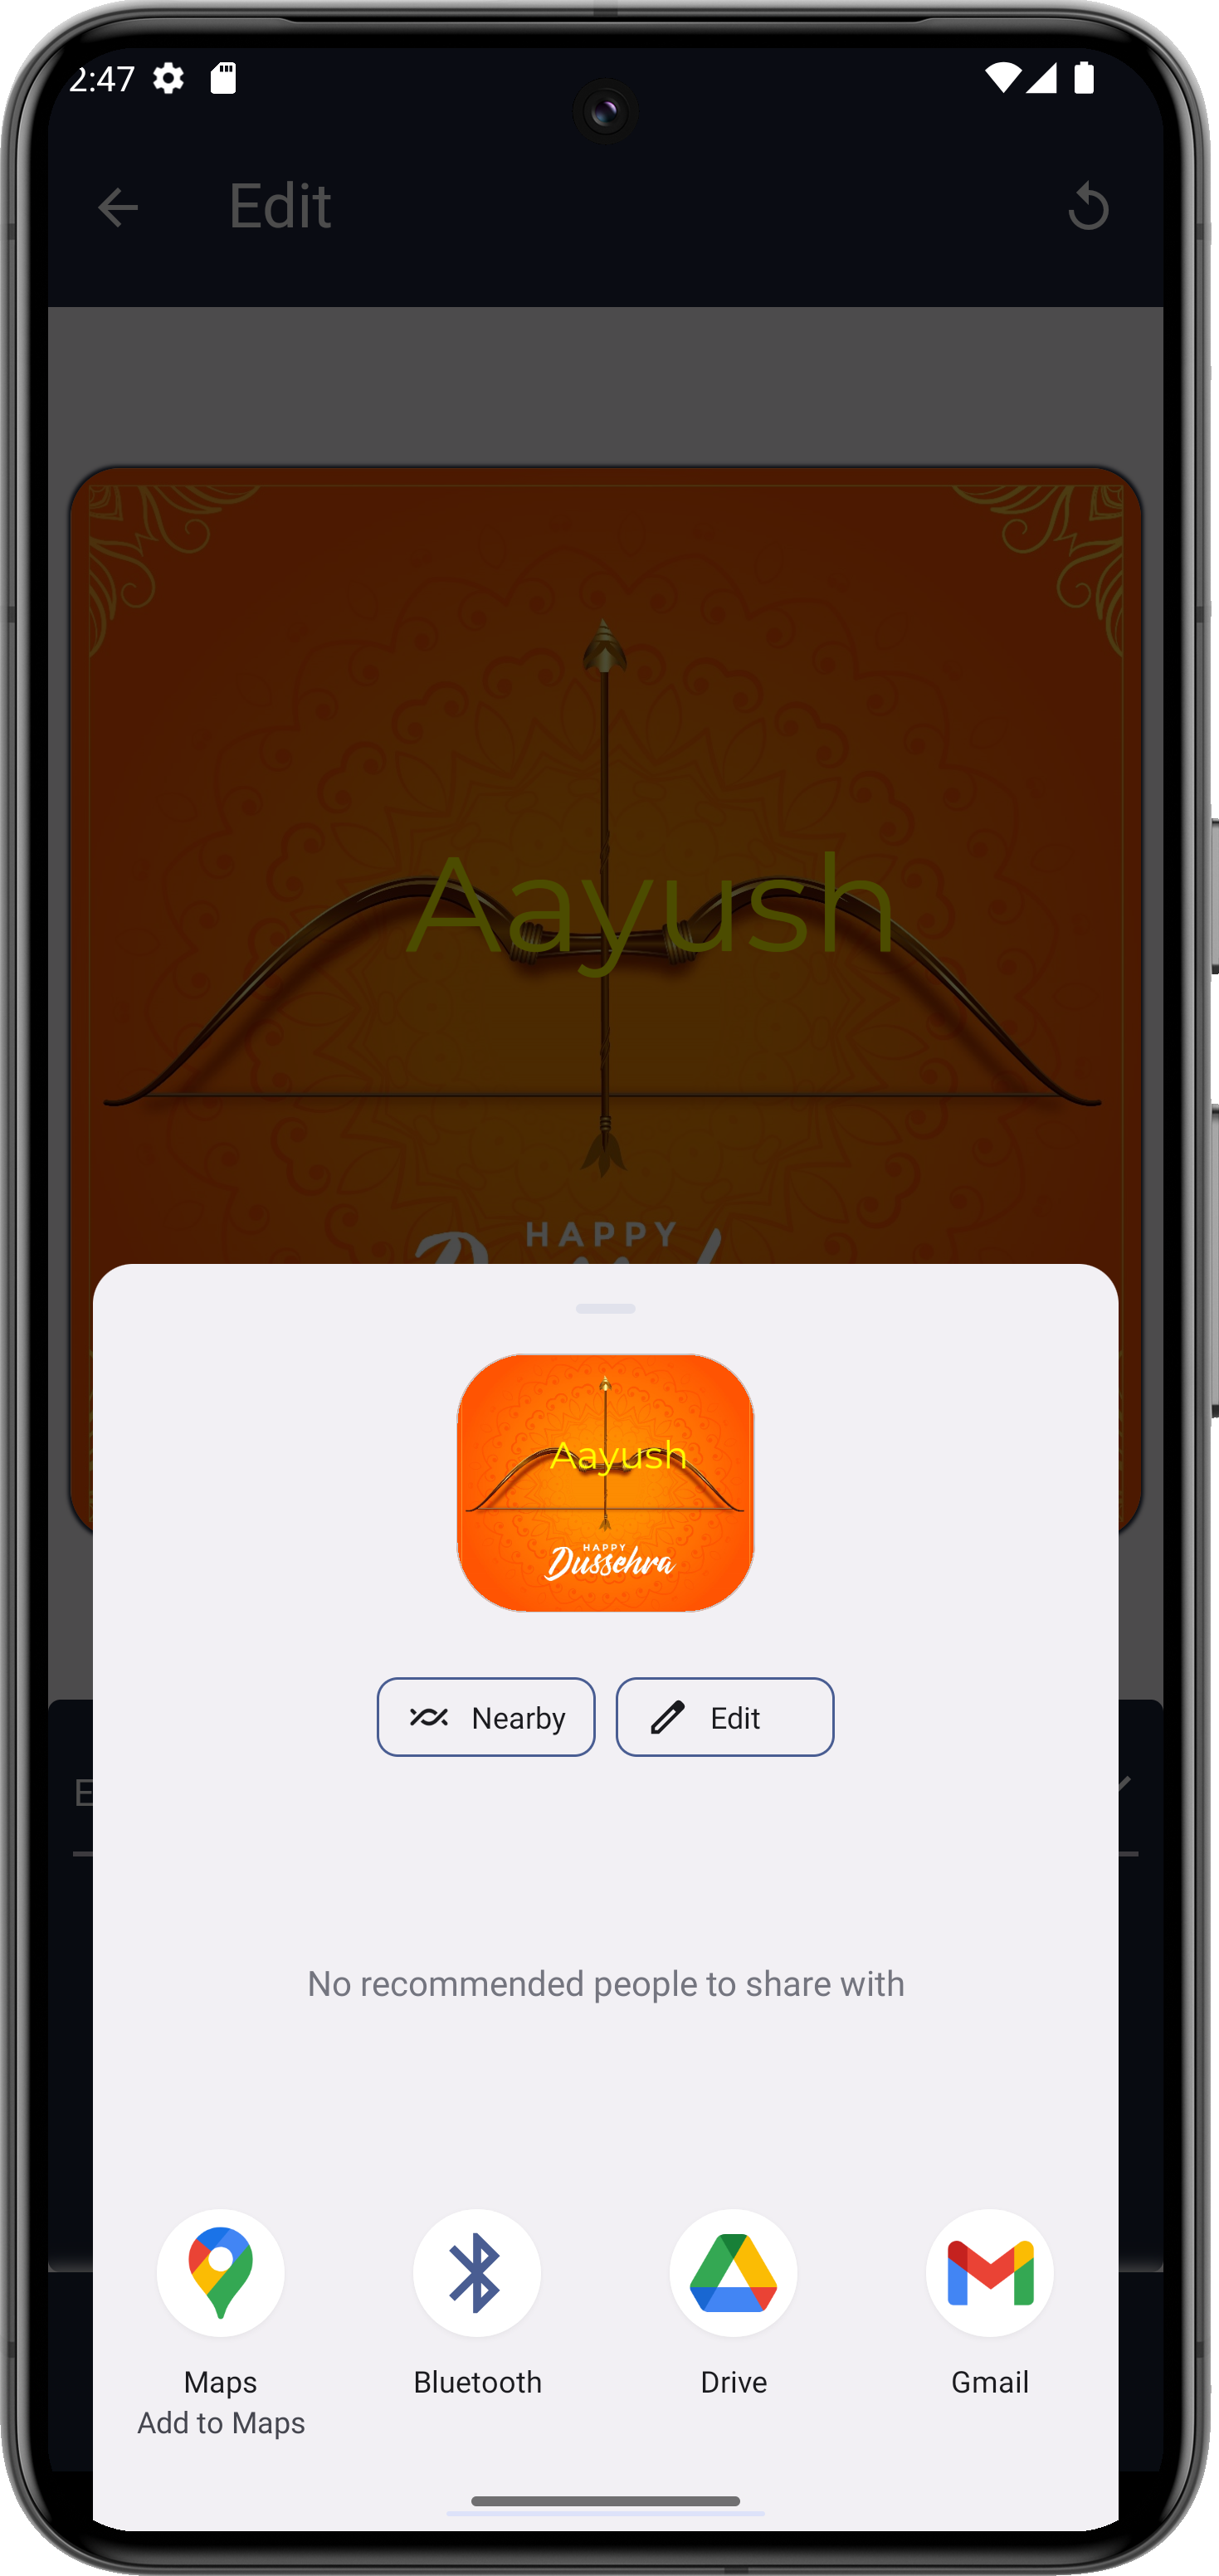 2:47
Edit
Aayush
HAPPY
Aayush
HAPPY
Dussehra
Nearby
Edit
No recommended people to share with
Maps
Bluetooth
Drive
Gmail
Add to Maps